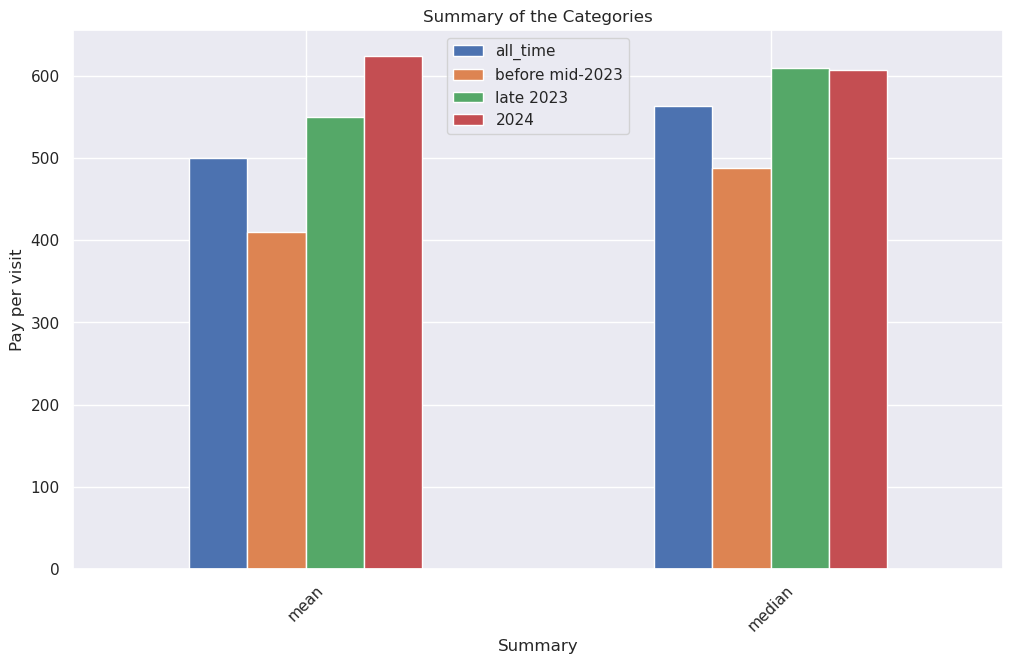 Summary of the Categories
all_time
before mid-2023
late 2023
2024
Pay per visit
600
500
400
300
200
100
0
mean
median
Summary